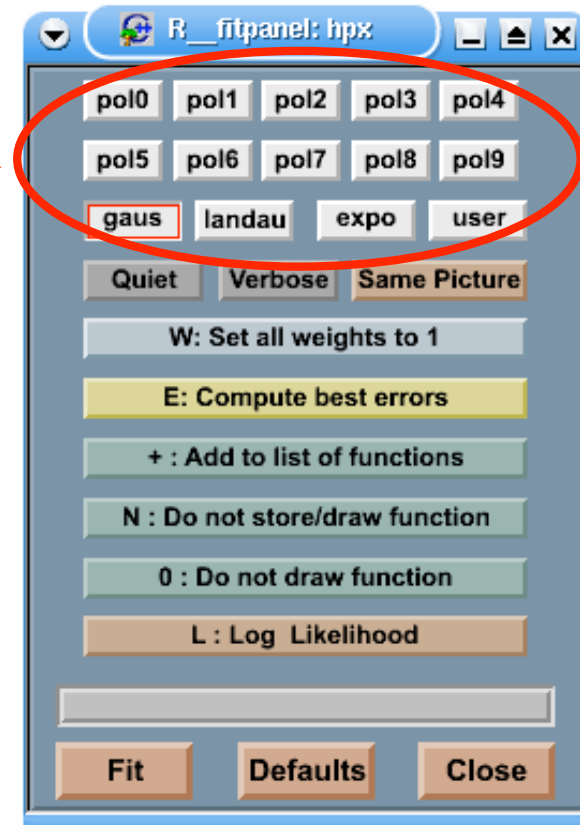 R__fitpanel: hpx
pol0 pol1 pol2 pol3 pol4
pol5 pol6 pol7 pol8 pol9
gaus landau expo user
Quiet Verbose Same Picture
W: Set all weights to 1
E: Compute best errors
+ : Add to list of functions
N : Do not store/draw function
0 : Do not draw function
L : Log Likelihood
Fit Defaults Close